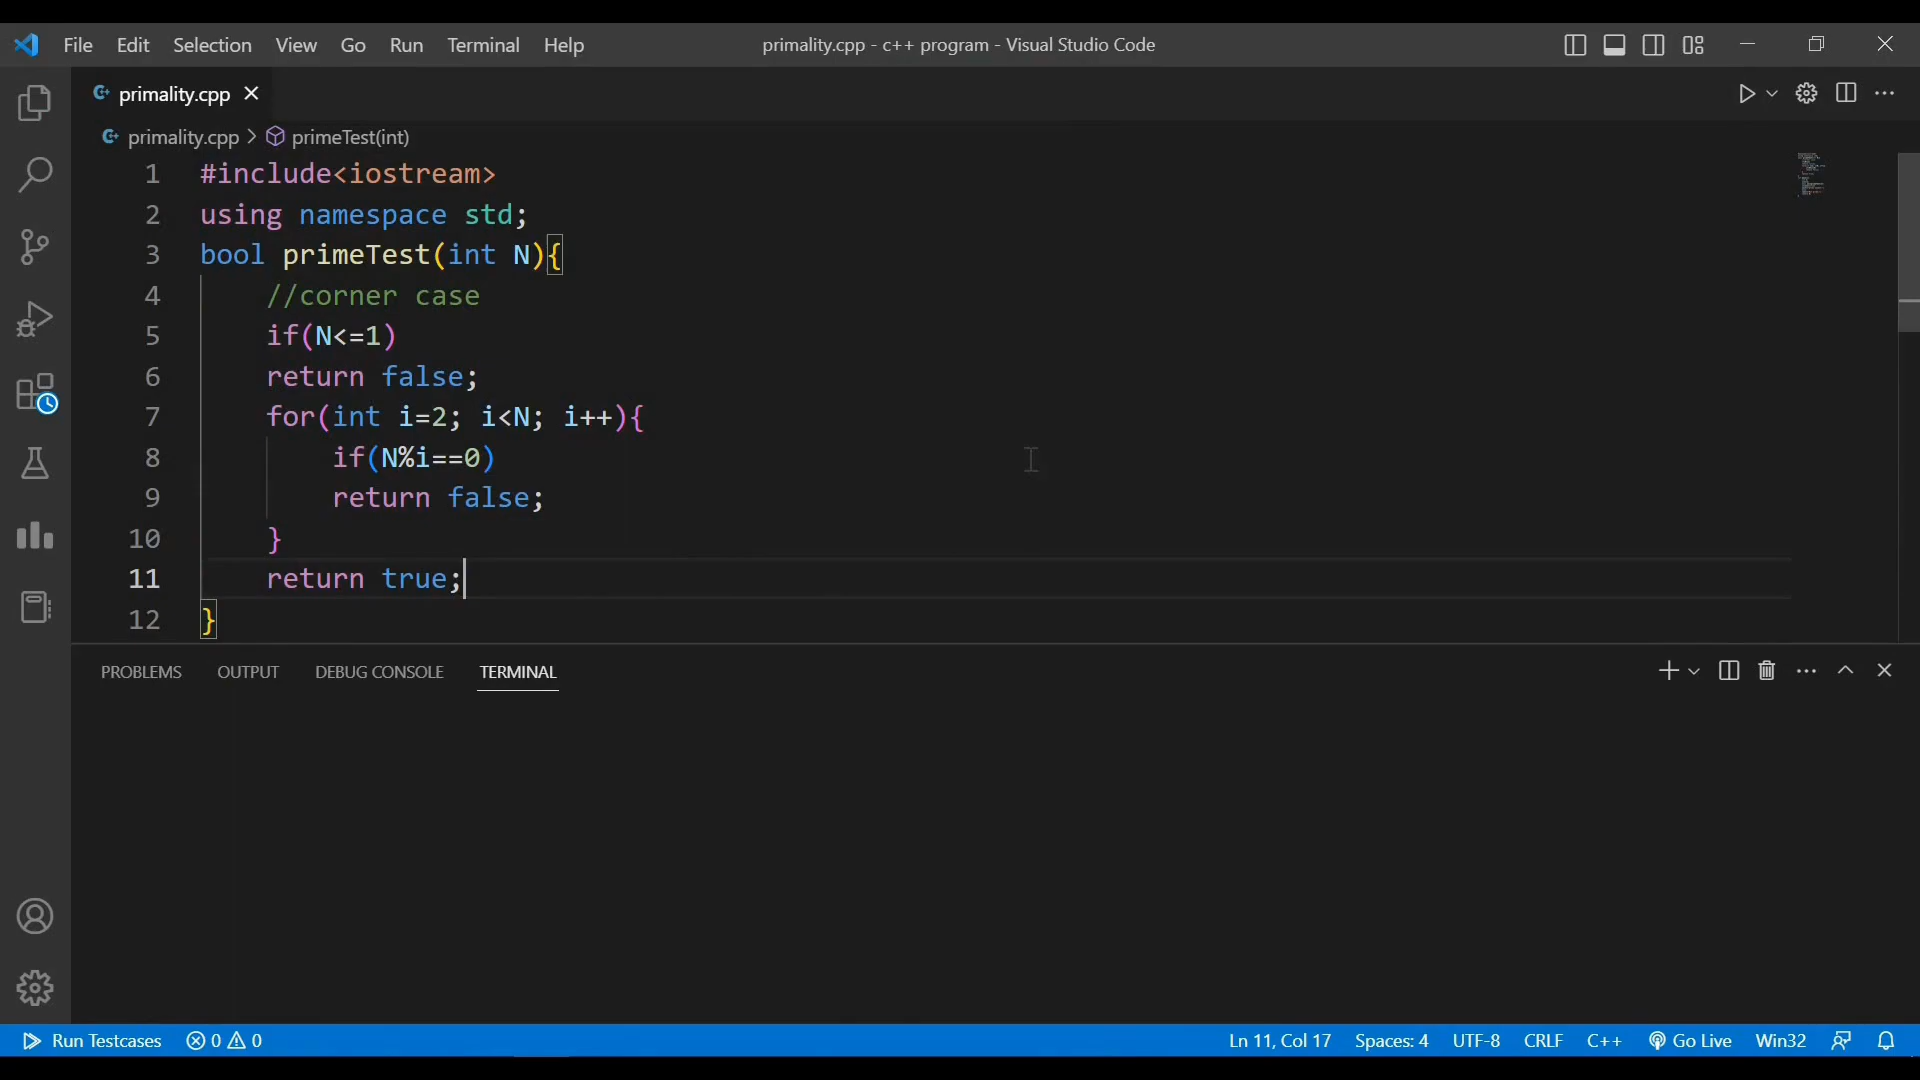 File Edit Selection View Go Run Terminal Help primality.cpp - c++ program - Visual Studio Code
primality.cpp
primality.cpp > primeTest(int)
1 #include<iostream>
2 using namespace std;
3 bool primeTest(int N){
4 //corner case
5 if(N<=1)
6 return false;
7 for(int i=2; i<N; i++){
8 if(N%i==0)
9 return false;
10 }
11 return true;
12 }
PROBLEMS OUTPUT DEBUG CONSOLE TERMINAL
Run Testcases 0 0 Ln 11, Col 17 Spaces: 4 UTF-8 CRLF C++ Go Live Win32